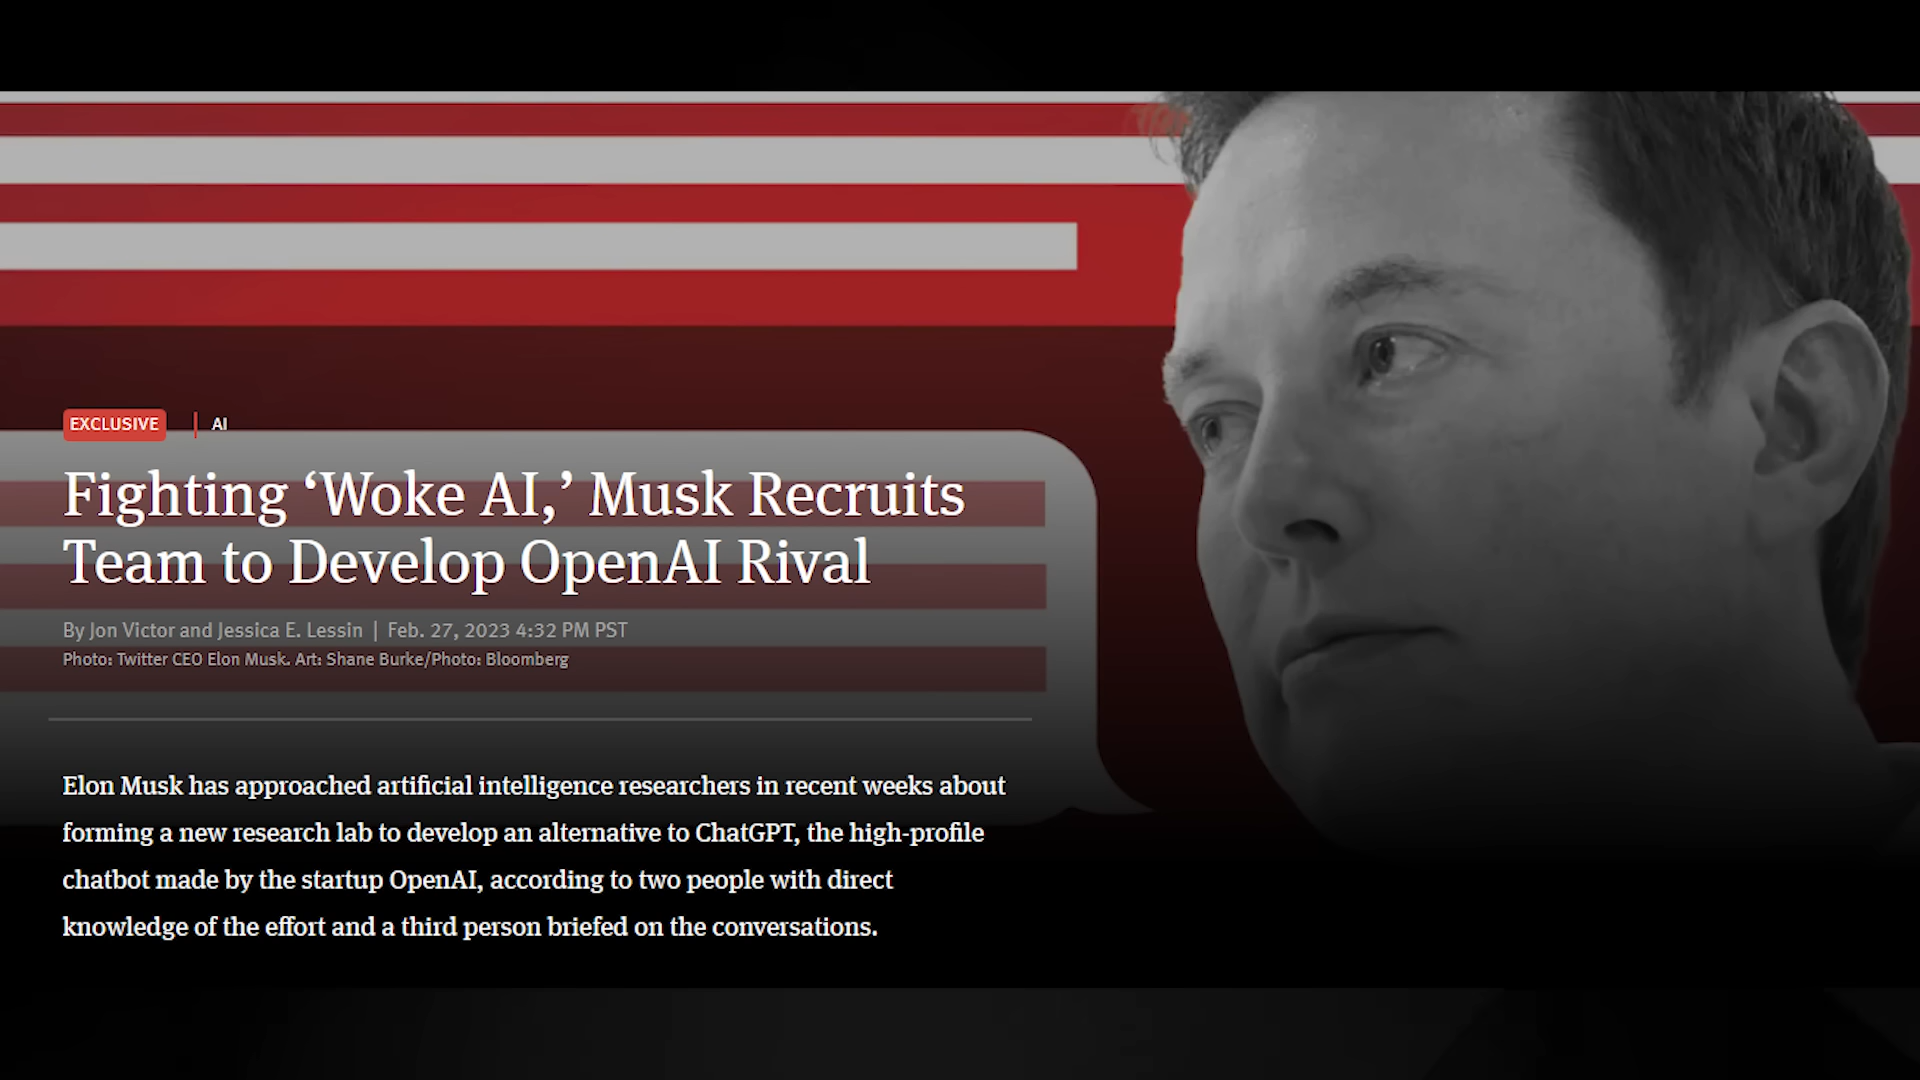 EXCLUSIVE | AI
Fighting ‘Woke AI,’ Musk Recruits
Team to Develop OpenAI Rival
By Jon Victor and Jessica E. Lessin | Feb. 27, 2023 4:32 PM PST
Photo: Twitter CEO Elon Musk. Art: Shane Burke/Photo: Bloomberg
Elon Musk has approached artificial intelligence researchers in recent weeks about
forming a new research lab to develop an alternative to ChatGPT, the high-profile
chatbot made by the startup OpenAI, according to two people with direct
knowledge of the effort and a third person briefed on the conversations.